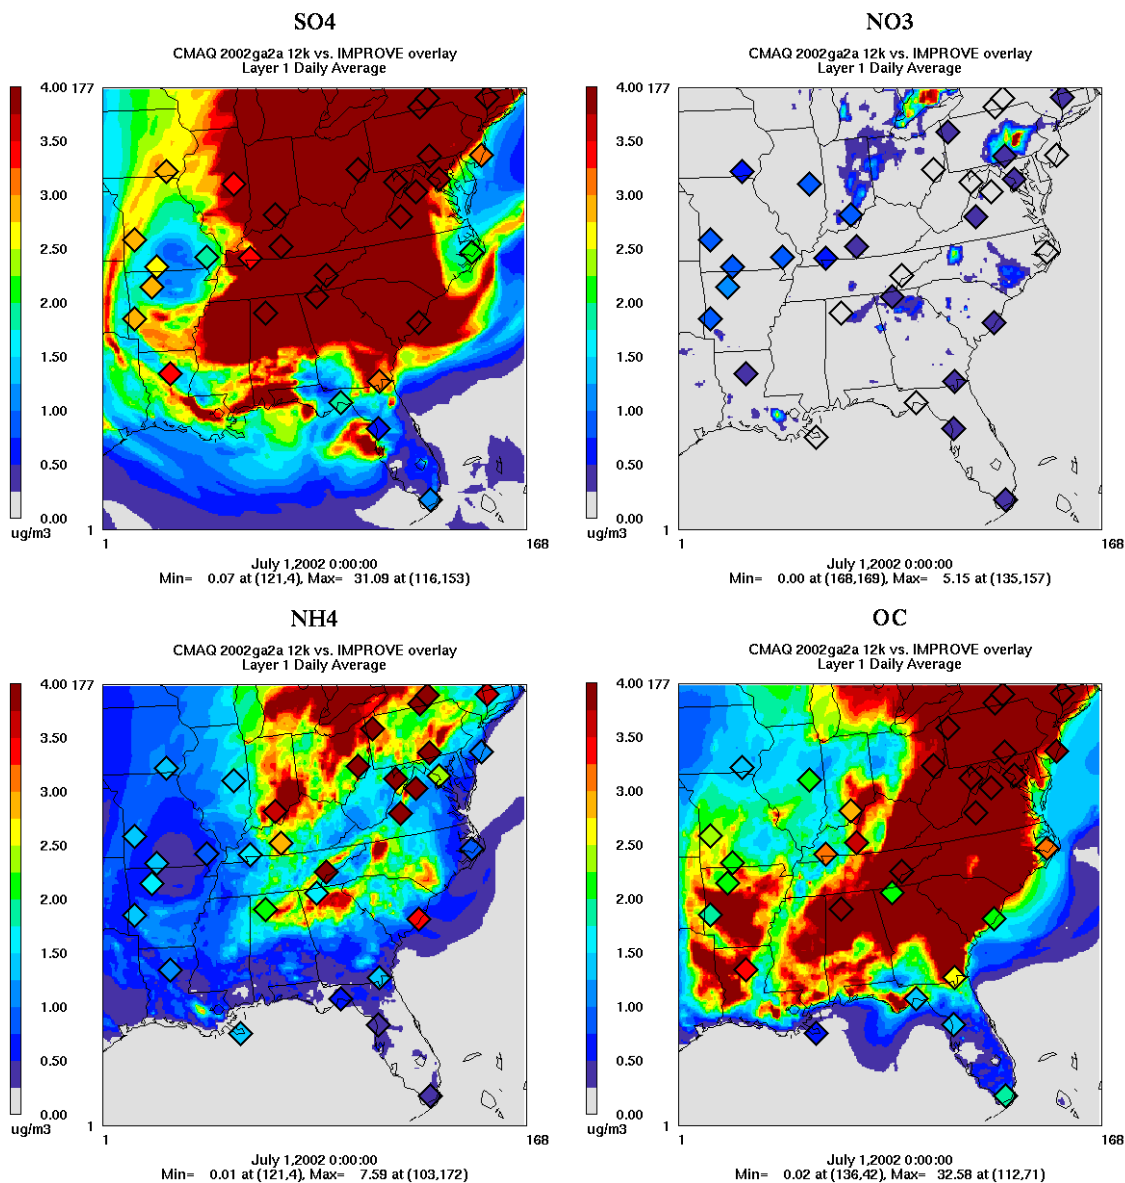 SO4
CMAQ 2002ga2a 12k vs. IMPROVE overlay
Layer 1 Daily Average
4.00 177
3.50
3.00
2.50
2.00
1.50
1.00
0.50
0.00
ug/m3
1
1
168
July 1,2002 0:00:00
Min= 0.07 at (121,4), Max= 31.09 at (116,153)
NO3
CMAQ 2002ga2a 12k vs. IMPROVE overlay
Layer 1 Daily Average
4.00 177
3.50
3.00
2.50
2.00
1.50
1.00
0.50
0.00
ug/m3
1
1
168
July 1,2002 0:00:00
Min= 0.00 at (168,169), Max= 5.15 at (135,157)
NH4
CMAQ 2002ga2a 12k vs. IMPROVE overlay
Layer 1 Daily Average
4.00 177
3.50
3.00
2.50
2.00
1.50
1.00
0.50
0.00
ug/m3
1
1
168
July 1,2002 0:00:00
Min= 0.01 at (121,4), Max= 7.59 at (103,172)
OC
CMAQ 2002ga2a 12k vs. IMPROVE overlay
Layer 1 Daily Average
4.00 177
3.50
3.00
2.50
2.00
1.50
1.00
0.50
0.00
ug/m3
1
1
168
July 1,2002 0:00:00
Min= 0.02 at (136,42), Max= 32.58 at (112,71)